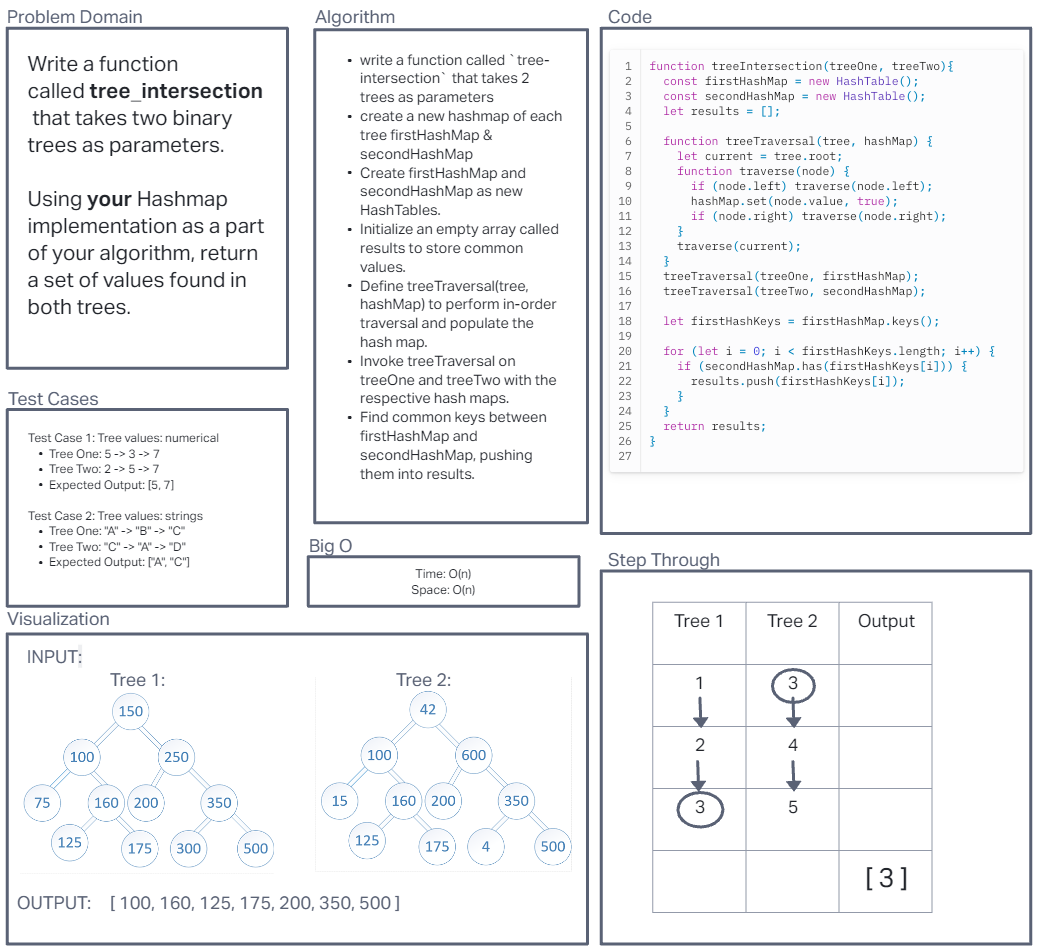 Problem Domain
Write a function
called tree_intersection
that takes two binary
trees as parameters.
Using your Hashmap
implementation as a part
of your algorithm, return
a set of values found in
both trees.
Test Cases
Test Case 1: Tree values: numerical
• Tree One: 5 -> 3 -> 7
• Tree Two: 2 -> 5 -> 7
• Expected Output: [5, 7]
Test Case 2: Tree values: strings
• Tree One: "A" -> "B" -> "C"
• Tree Two: "C" -> "A" -> "D"
• Expected Output: ["A", "C"]
Algorithm
• write a function called `tree-
intersection` that takes 2
trees as parameters
• create a new hashmap of each
tree firstHashMap &
secondHashMap
• Create firstHashMap and
secondHashMap as new
HashTables.
• Initialize an empty array called
results to store common
values.
• Define treeTraversal(tree,
hashMap) to perform in-order
traversal and populate the
hash map.
• Invoke treeTraversal on
treeOne and treeTwo with the
respective hash maps.
• Find common keys between
firstHashMap and
secondHashMap, pushing
them into results.
Big O
Time: O(n)
Space: O(n)
Code
1 function treeIntersection(treeOne, treeTwo){
2 const firstHashMap = new HashTable();
3 const secondHashMap = new HashTable();
4 let results = [];
5
6 function treeTraversal(tree, hashMap) {
7 let current = tree.root;
8 function traverse(node) {
9 if (node.left) traverse(node.left);
10 hashMap.set(node.value, true);
11 if (node.right) traverse(node.right);
12 }
13 traverse(current);
14 }
15 treeTraversal(treeOne, firstHashMap);
16 treeTraversal(treeTwo, secondHashMap);
17
18 let firstHashKeys = firstHashMap.keys();
19
20 for (let i = 0; i < firstHashKeys.length; i++) {
21 if (secondHashMap.has(firstHashKeys[i])) {
22 results.push(firstHashKeys[i]);
23 }
24 }
25 return results;
26 }
27
Visualization
INPUT:
Tree 1:
150
100 250
75 160 200 350
125 175 300 500
Tree 2:
42
100 600
15 160 200 350
125 175 4 500
OUTPUT: [ 100, 160, 125, 175, 200, 350, 500 ]
Step Through
Tree 1 Tree 2 Output
1 3
2 4
3 5
[ 3 ]